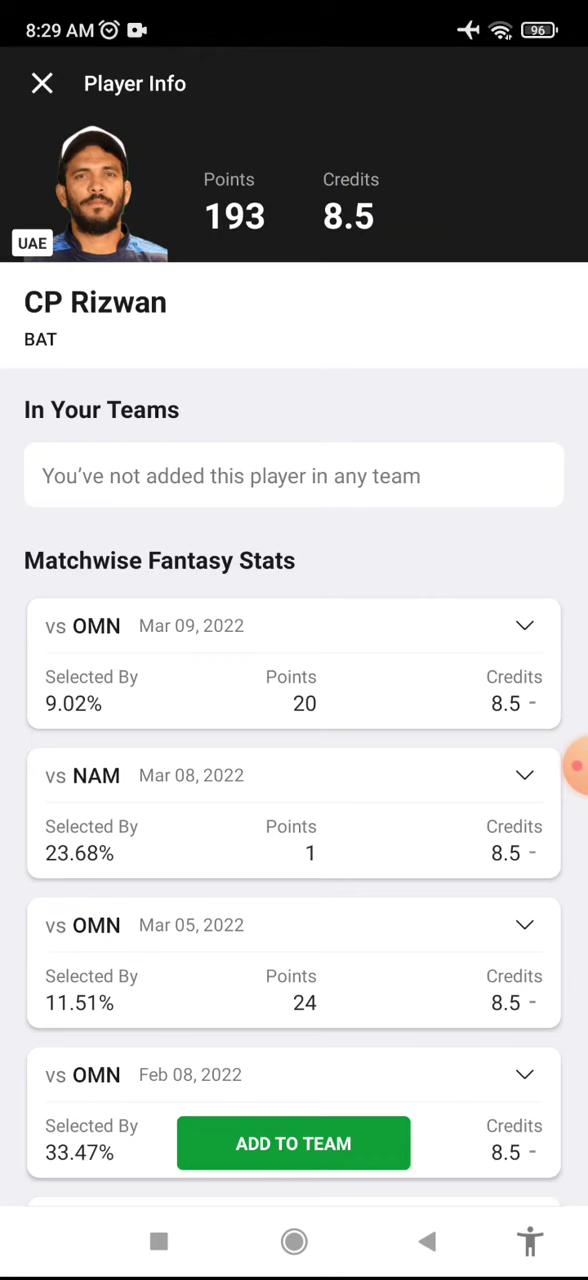 8:29 AM 96
Player Info
Points Credits
193 8.5
UAE
CP Rizwan
BAT
In Your Teams
You've not added this player in any team
Matchwise Fantasy Stats
vs OMN Mar 09, 2022
Selected By Points Credits
9.02% 20 8.5 -
vs NAM Mar 08, 2022
Selected By Points Credits
23.68% 1 8.5 -
vs OMN Mar 05, 2022
Selected By Points Credits
11.51% 24 8.5 -
vs OMN Feb 08, 2022
Selected By Credits
ADD TO TEAM
33.47% 8.5 -